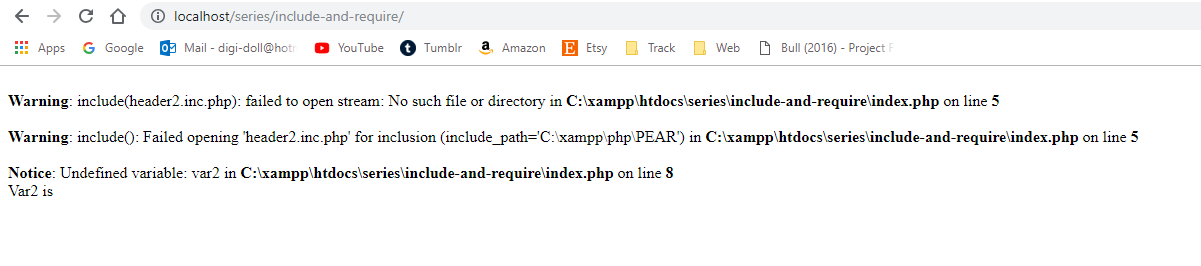 localhost/series/include-and-require/
Apps Google Mail - digi-doll@hot YouTube Tumblr Amazon Etsy Track Web Bull (2016) - Project F
Warning: include(header2.inc.php): failed to open stream: No such file or directory in C:\xampp\htdocs\series\include-and-require\index.php on line 5
Warning: include(): Failed opening 'header2.inc.php' for inclusion (include_path='C:\xampp\php\PEAR') in C:\xampp\htdocs\series\include-and-require\index.php on line 5
Notice: Undefined variable: var2 in C:\xampp\htdocs\series\include-and-require\index.php on line 8
Var2 is